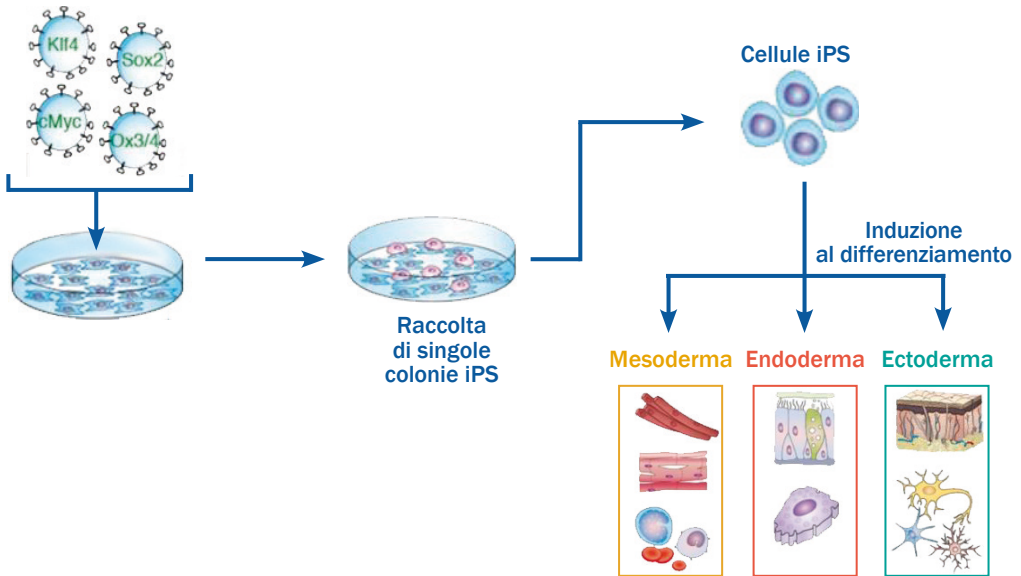 Klf4
Sox2
cMyc
Ox3/4
Cellule iPS
Raccolta
di singole
colonie iPS
Induzione
al differenziamento
Mesoderma
Endoderma
Ectoderma